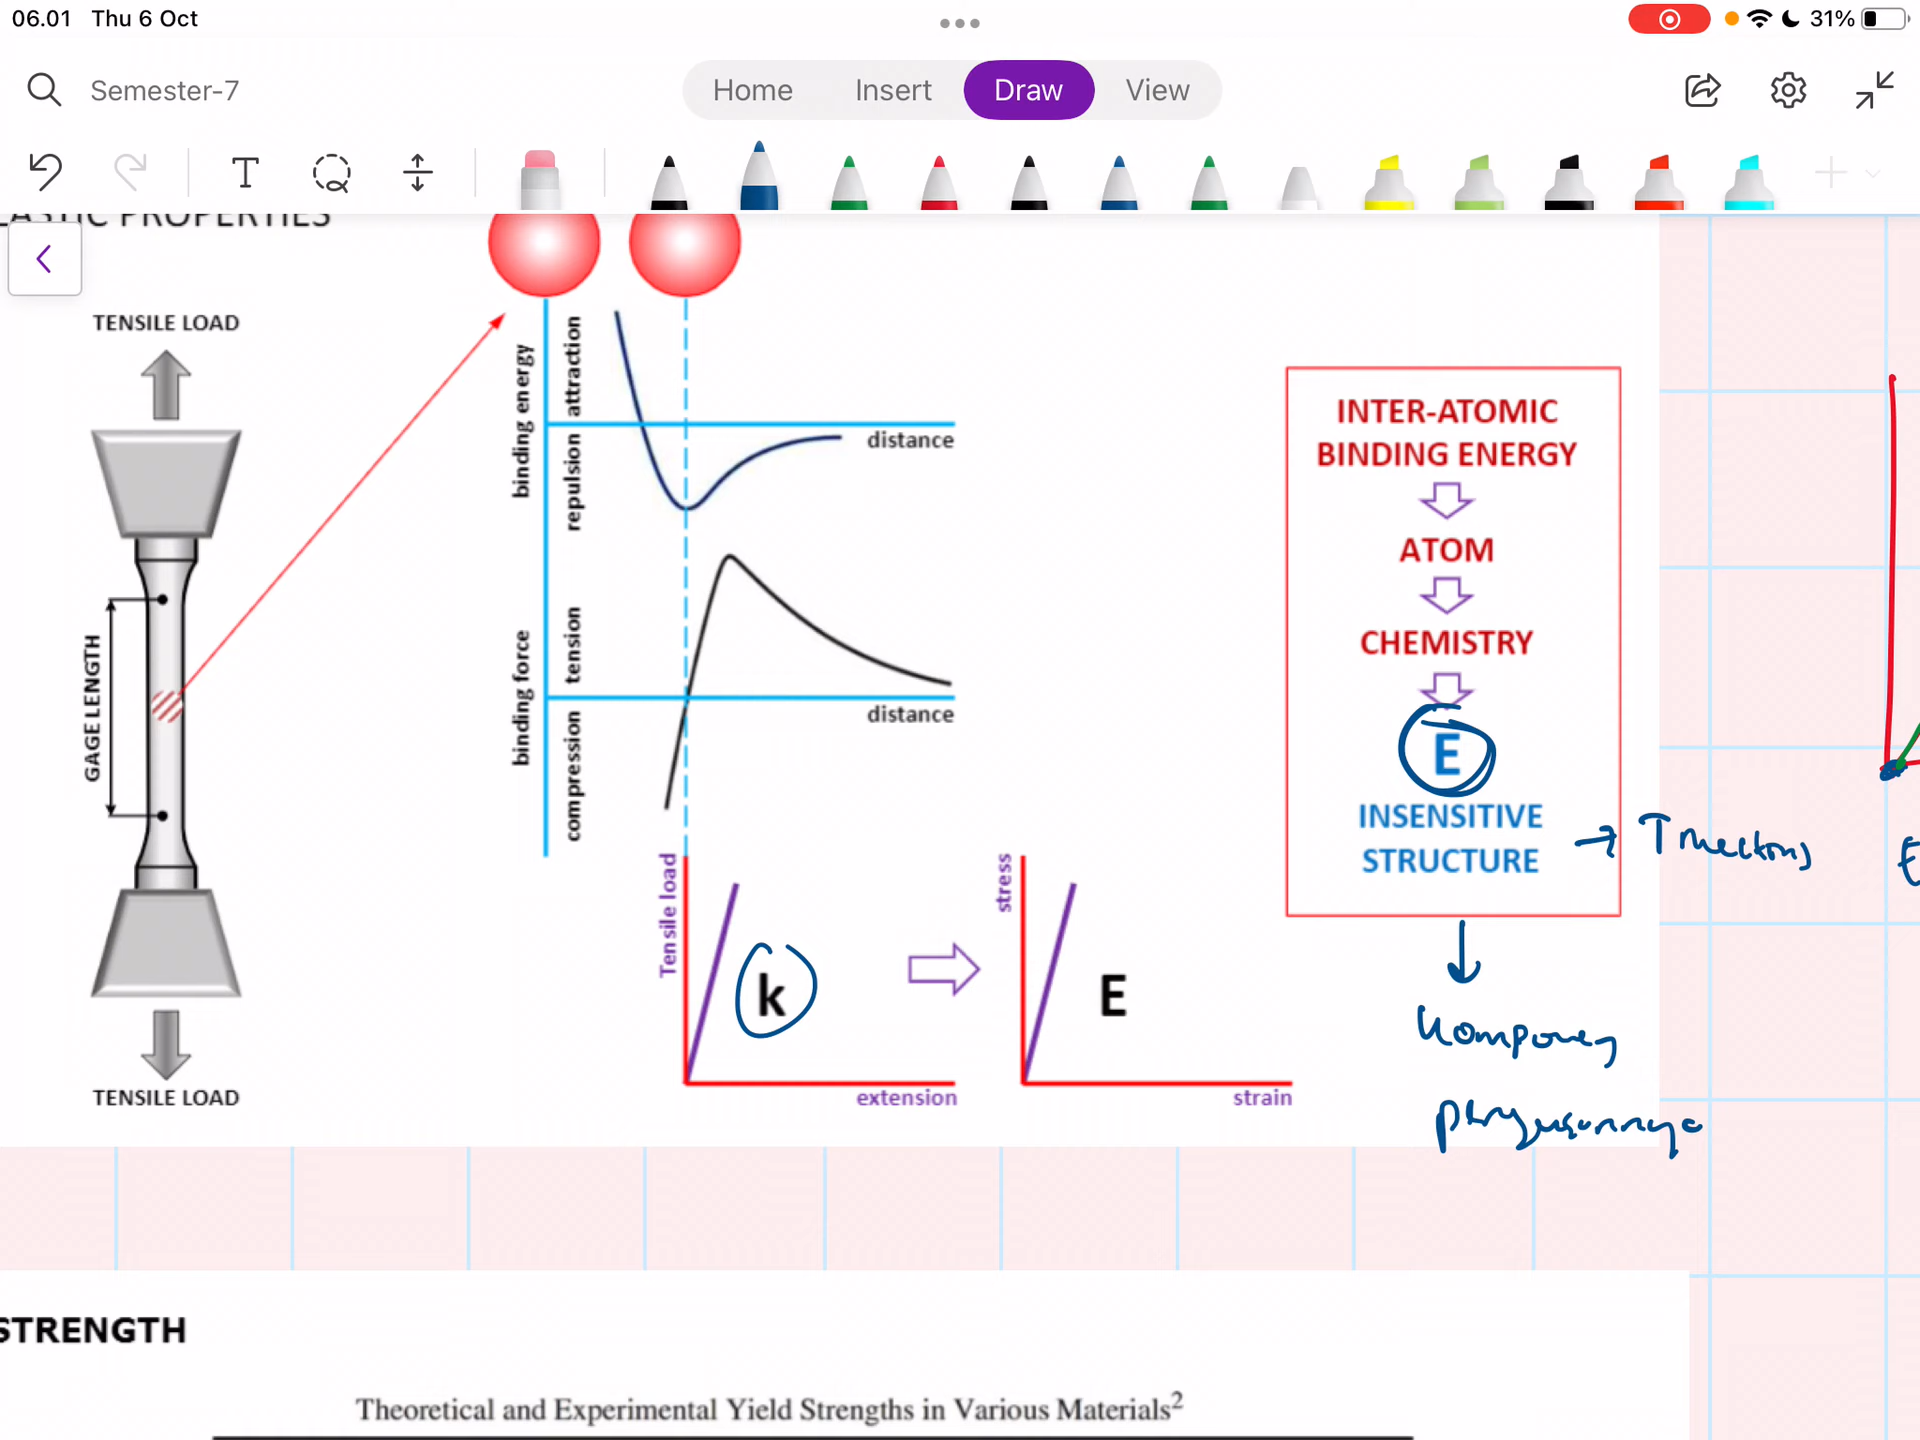 06.01 Thu 6 Oct
31%
Semester-7
Home Insert Draw View
T
ASTIC PROPERTIES
TENSILE LOAD
GAGE LENGTH
TENSILE LOAD
binding energy
attraction
repulsion
distance
binding force
tension
compression
distance
Tensile load
k
extension
stress
E
strain
INTER-ATOMIC
BINDING ENERGY
ATOM
CHEMISTRY
E
INSENSITIVE
STRUCTURE
STRENGTH
Theoretical and Experimental Yield Strengths in Various Materials2